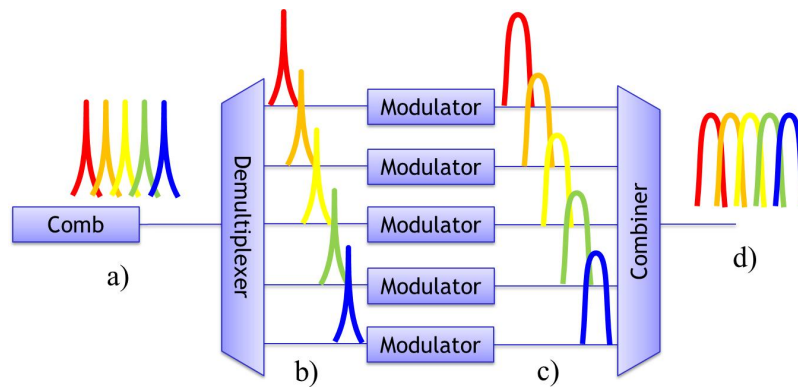 Comb
a)
Demultiplexer
b)
Modulator
Modulator
Modulator
Modulator
Modulator
c)
Combiner
d)